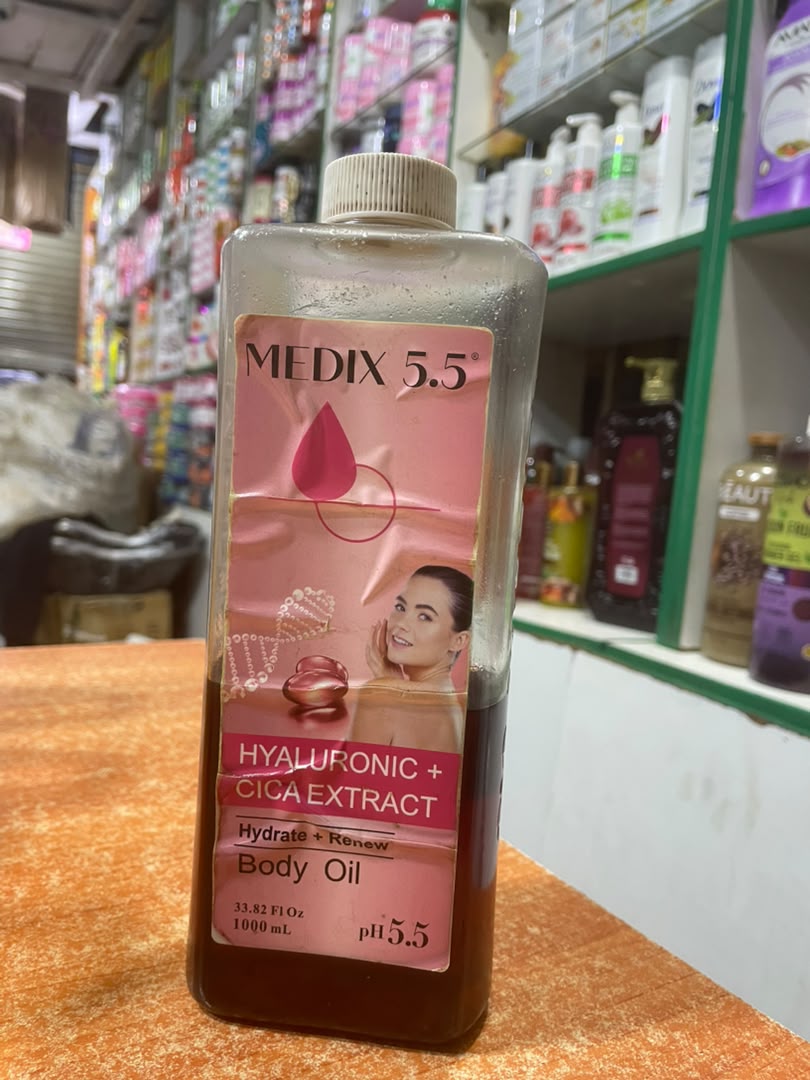 MEDIX 5.5®
HYALURONIC +
CICA EXTRACT
Hydrate + Renew
Body Oil
33.82 Fl Oz
1000 mL
pH 5.5